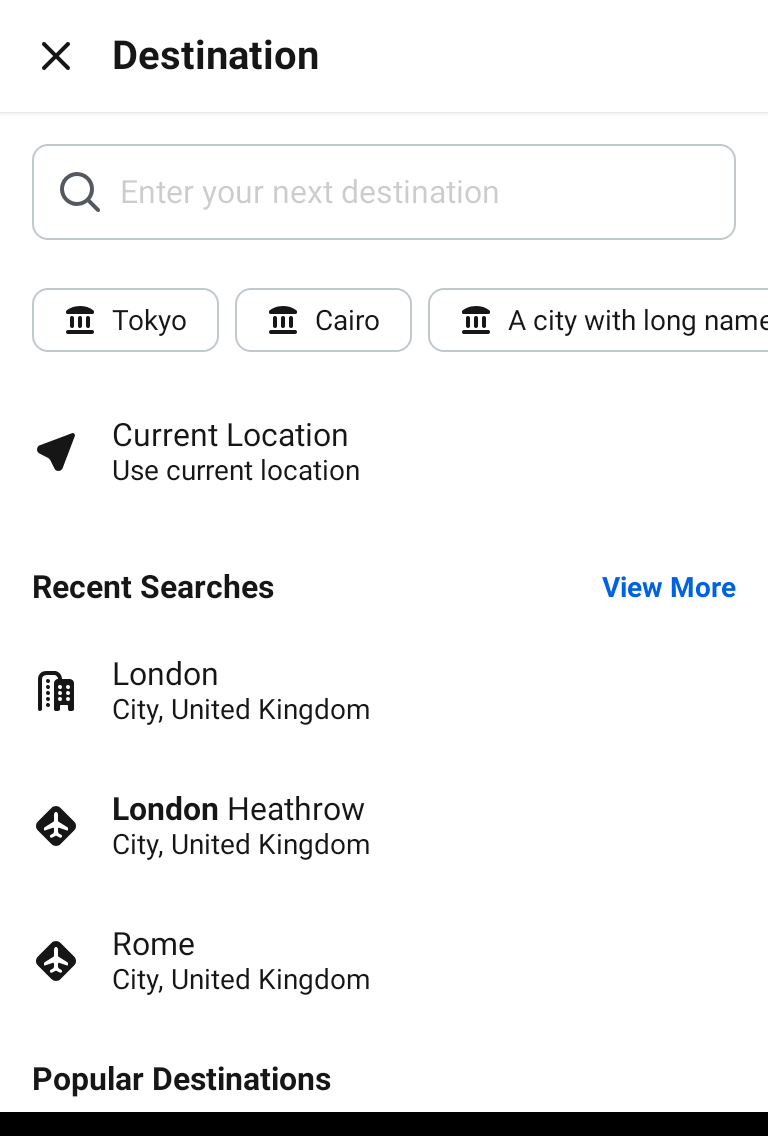 Destination
Enter your next destination
Tokyo
Cairo
A city with long name
Current Location
Use current location
Recent Searches
View More
London
City, United Kingdom
London Heathrow
City, United Kingdom
Rome
City, United Kingdom
Popular Destinations